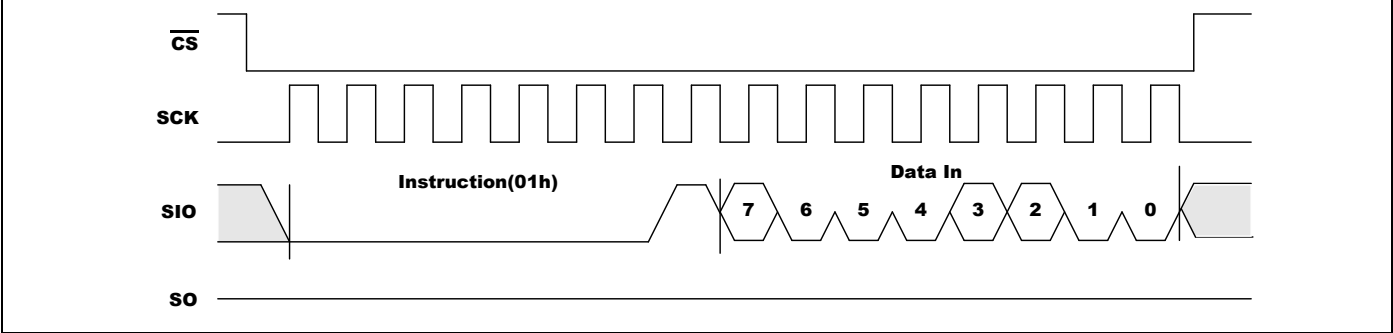 CS
SCK
Instruction(01h)
Data In
SIO
7 6 5 4 3 2 1 0
SO